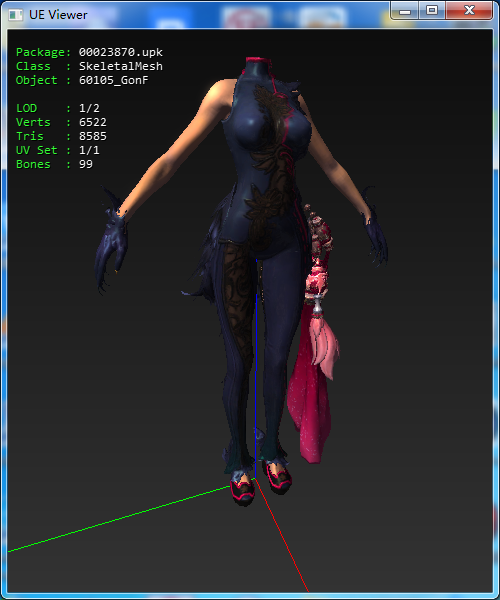 UE Viewer
Package: 00023870.upk
Class : SkeletalMesh
Object : 60105_GonF
LOD : 1/2
Verts : 6522
Tris : 8585
UV Set : 1/1
Bones : 99